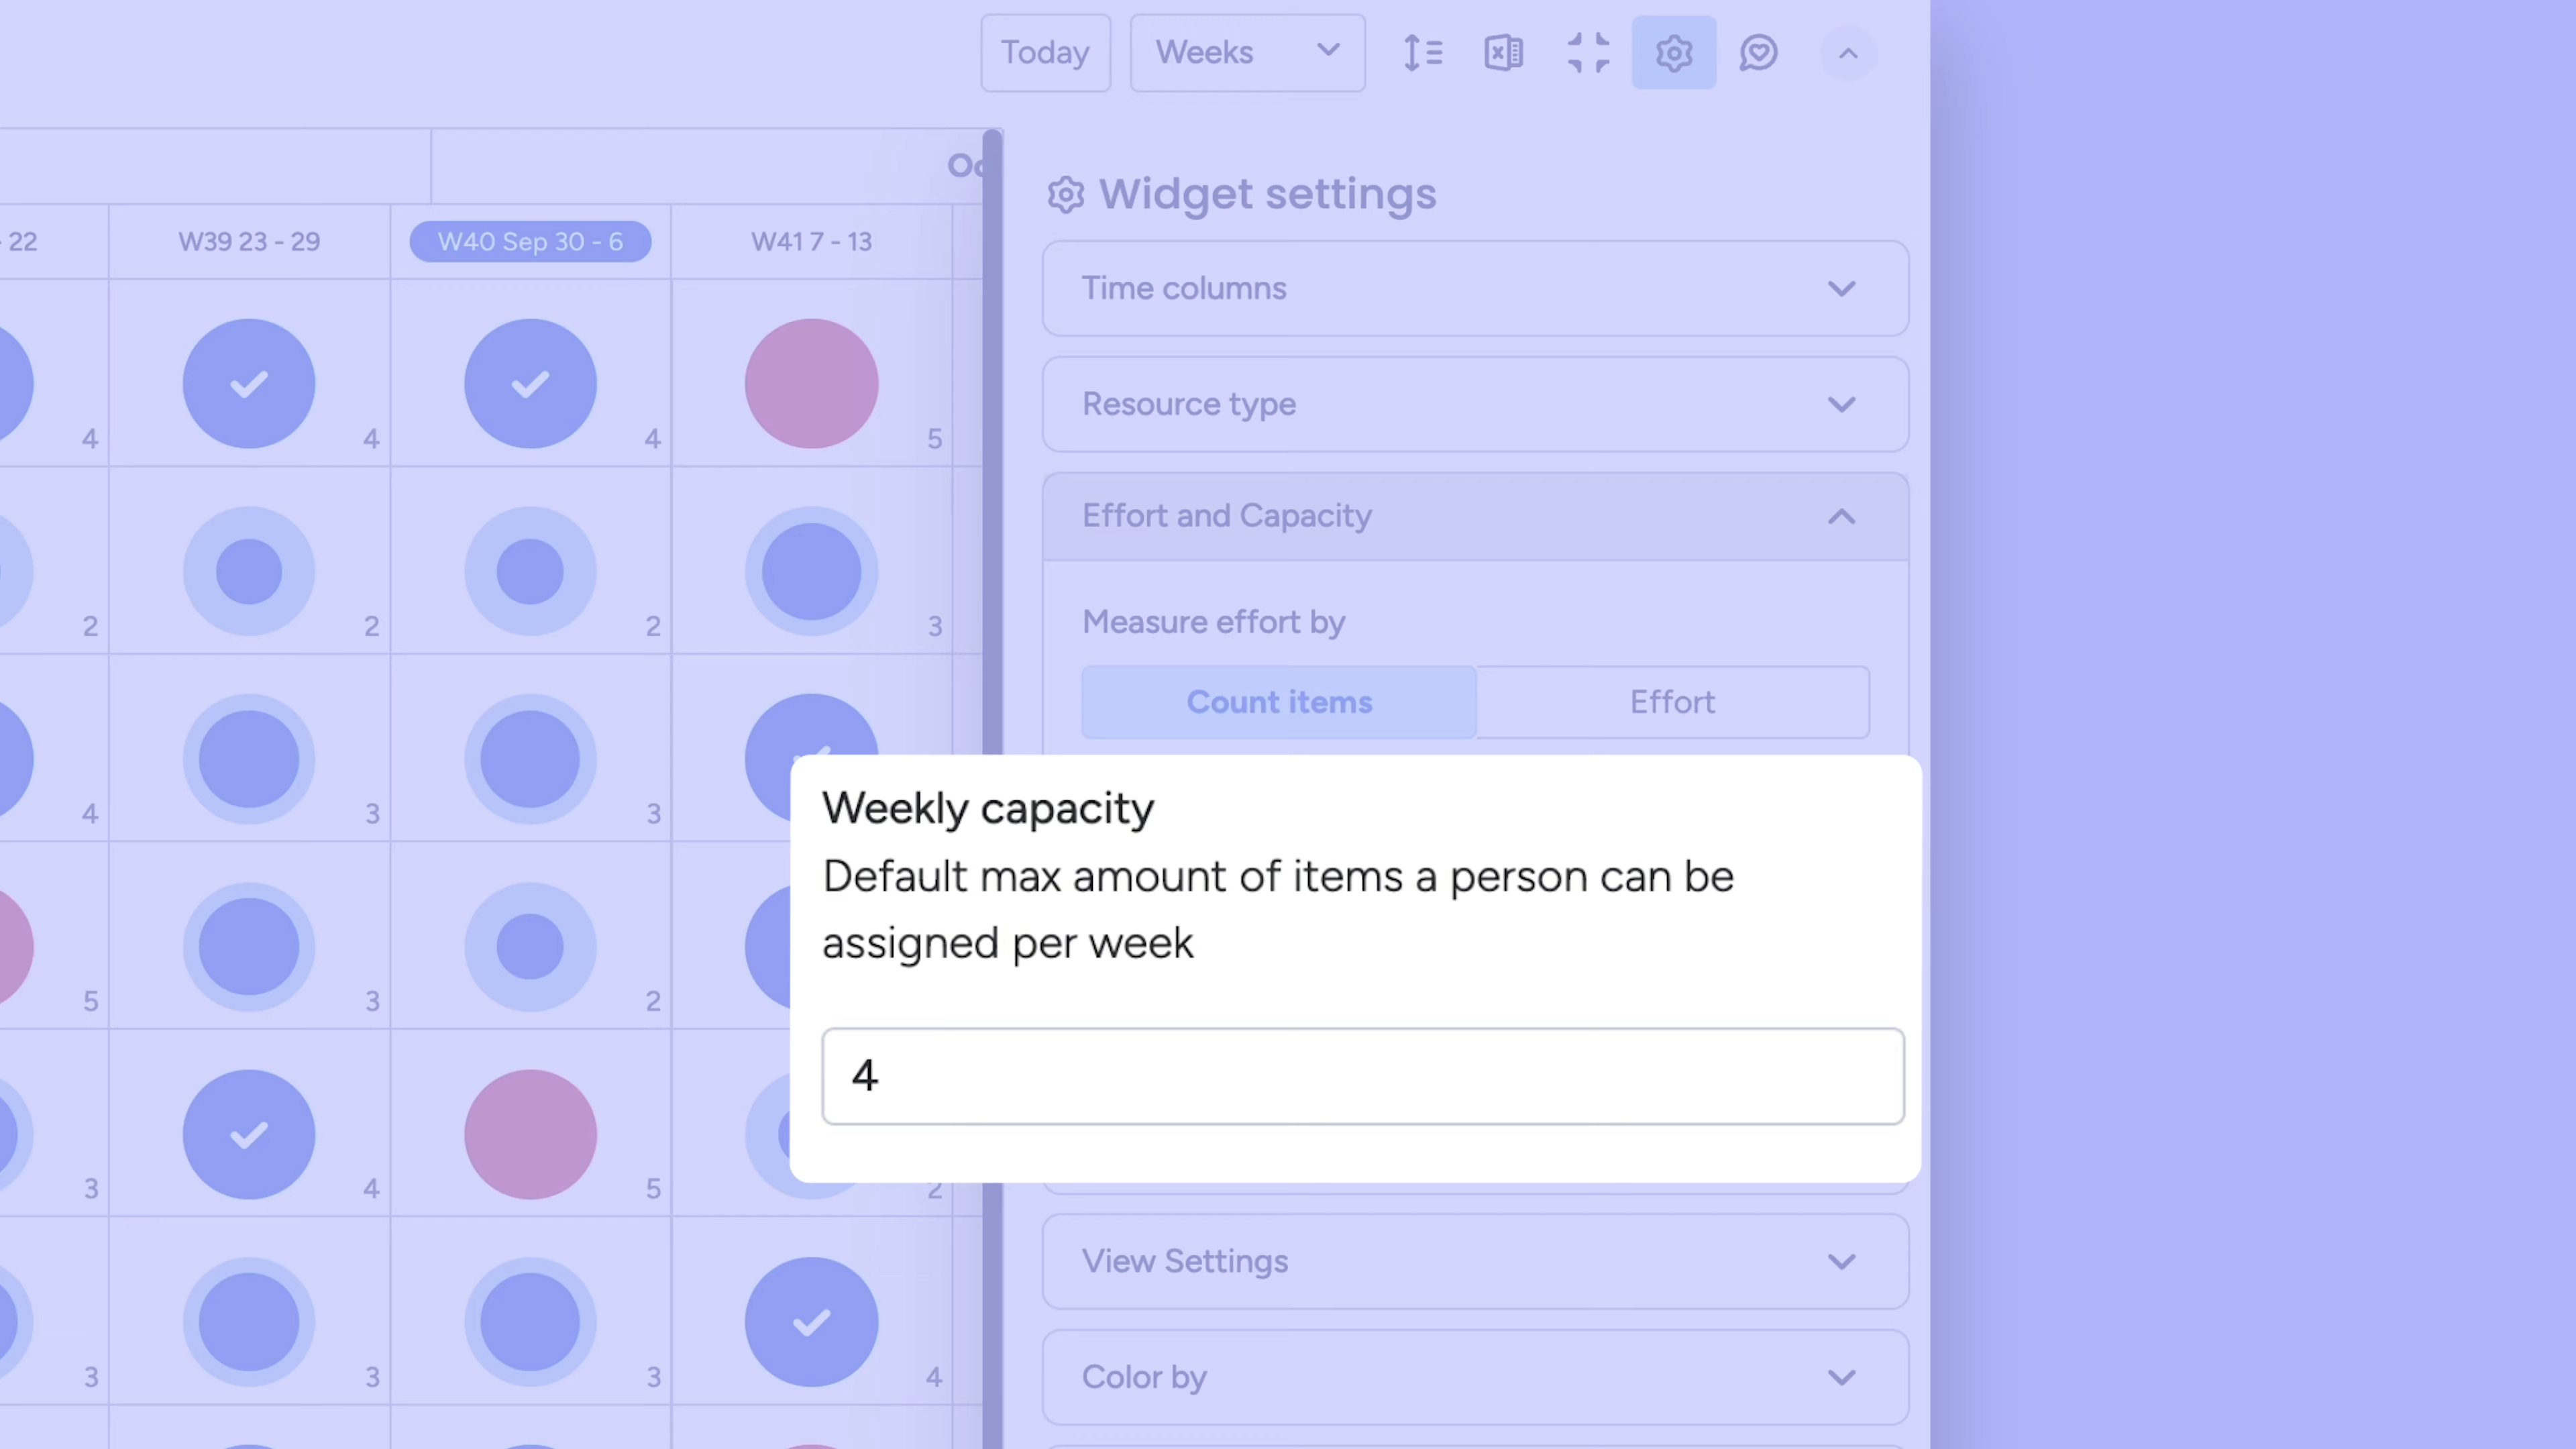 Today
Weeks
- 22
W39 23 - 29
W40 Sep 30 - 6
W41 7 - 13
4
4
4
5
2
2
2
3
4
3
3
5
3
2
3
4
5
2
3
3
3
4
Widget settings
Time columns
Resource type
Effort and Capacity
Measure effort by
Count items
Effort
Weekly capacity
Default max amount of items a person can be
assigned per week
4
View Settings
Color by